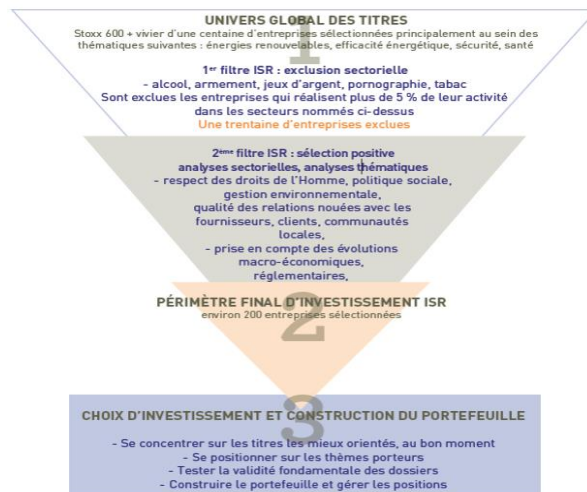 UNIVERS GLOBAL DES TITRES
Stoxx 600 + vivier d'une centaine d'entreprises sélectionnées principalement au sein des
thématiques suivantes : énergies renouvelables, efficacité énergétique, sécurité, santé
1
1er filtre ISR : exclusion sectorielle
- alcool, armement, jeux d'argent, pornographie, tabac
Sont exclues les entreprises qui réalisent plus de 5 % de leur activité
dans les secteurs nommés ci-dessus
Une trentaine d'entreprises exclues
2ème filtre ISR : sélection positive
analyses sectorielles, analyses thématiques
- respect des droits de l'Homme, politique sociale,
gestion environnementale,
qualité des relations nouées avec les
fournisseurs, clients, communautés
locales,
- prise en compte des évolutions
macro-économiques,
réglementaires,
PÉRIMÈTRE FINAL D'INVESTISSEMENT ISR
environ 200 entreprises sélectionnées
2
3
CHOIX D'INVESTISSEMENT ET CONSTRUCTION DU PORTEFEUILLE
- Se concentrer sur les titres les mieux orientés, au bon moment
- Se positionner sur les thèmes porteurs
- Tester la validité fondamentale des dossiers
- Construire le portefeuille et gérer les positions